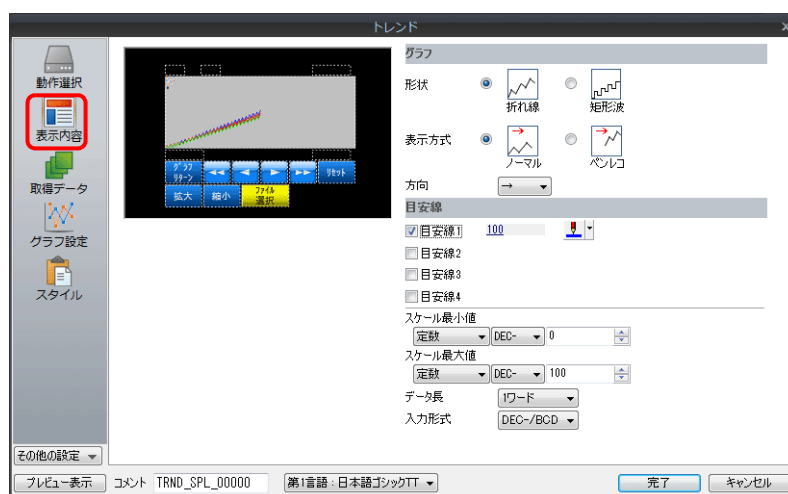 トレンド
動作選択
表示内容
取得データ
グラフ設定
スタイル
その他の設定
グラフ
リターン
リセット
拡大
縮小
ファイル
選択
グラフ
形状
折れ線
矩形波
表示方式
ノーマル
ペンレコ
方向
→
目安線
目安線1 100
目安線2
目安線3
目安線4
スケール最小値
定数 DEC- 0
スケール最大値
定数 DEC- 100
データ長 1ワード
入力形式 DEC-/BCD
プレビュー表示 コメント TRND_SPL_00000 第1言語:日本語ゴシックTT 完了 キャンセル